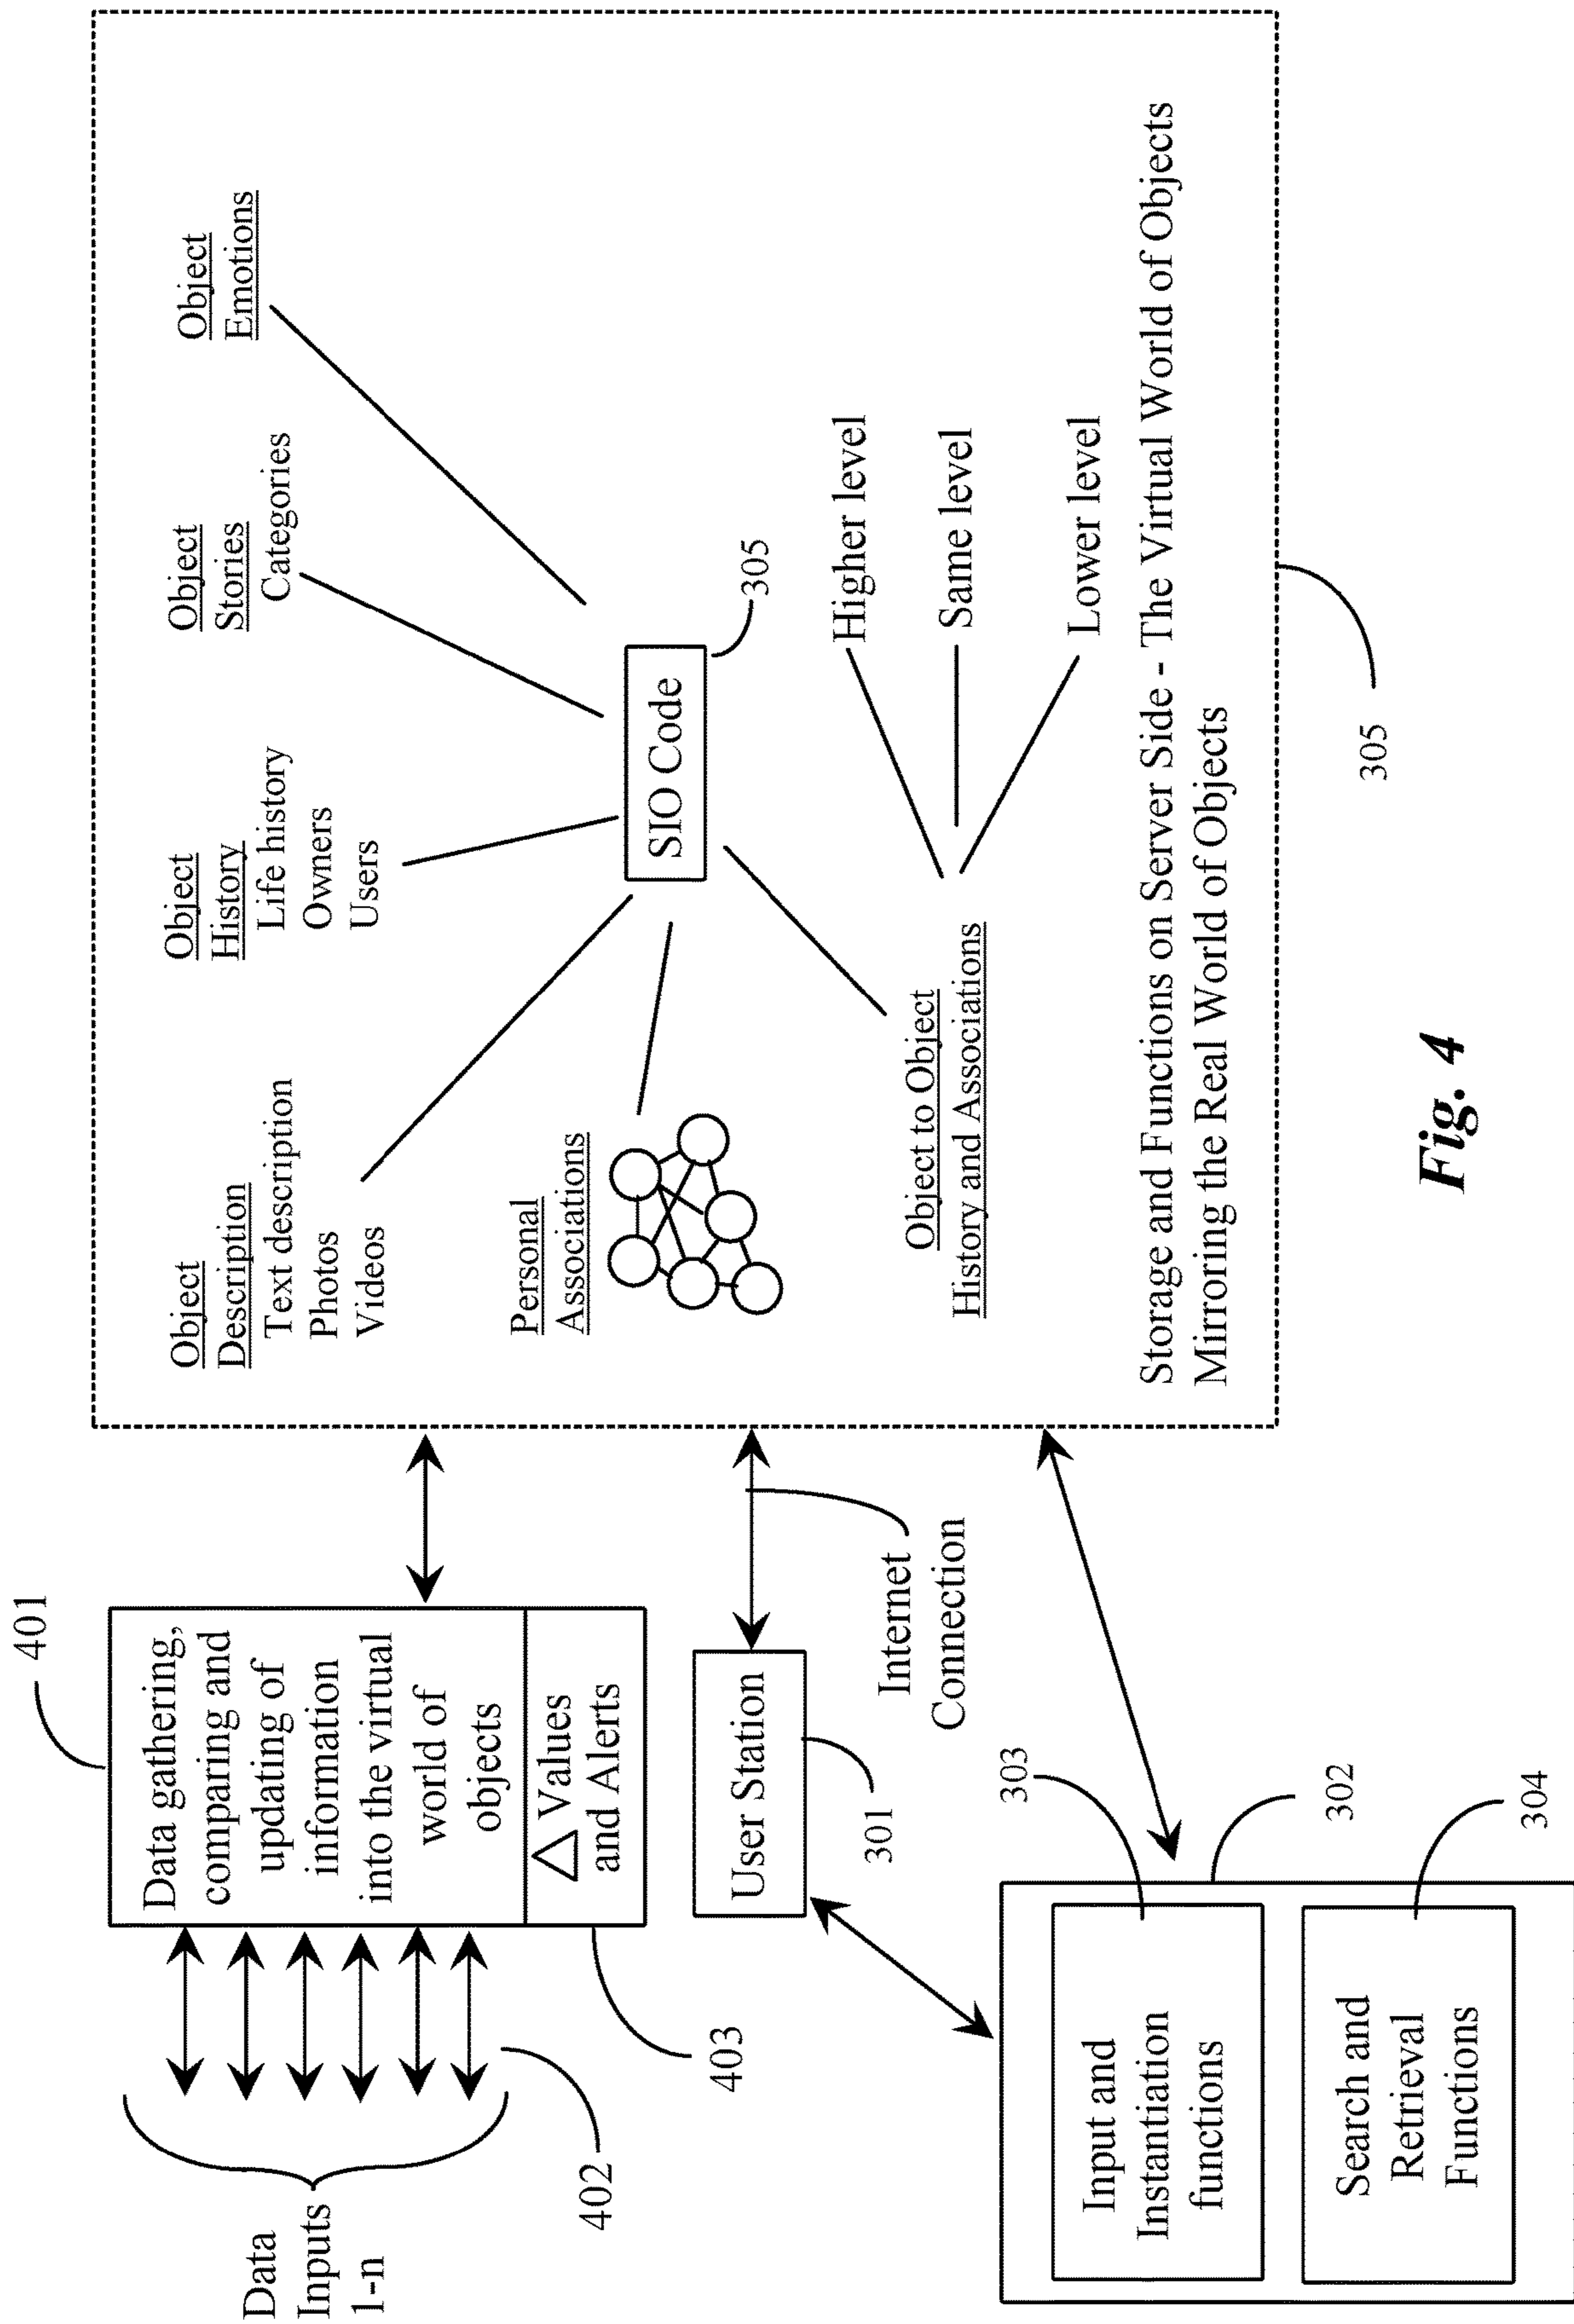 Data
Inputs
1-n
402
401
Data gathering,
comparing and
updating of
information
into the virtual
world of
objects
△ Values
and Alerts
403
User Station
301
Internet
Connection
303
Input and
Instantiation
functions
302
Search and
Retrieval
Functions
304
Object
Description
Text description
Photos
Videos
Object
History
Life history
Owners
Users
Object
Stories
Categories
Object
Emotions
Personal
Associations
SIO Code
305
Object to Object
History and Associations
Higher level
Same level
Lower level
Storage and Functions on Server Side - The Virtual World of Objects
Mirroring the Real World of Objects
305
Fig. 4